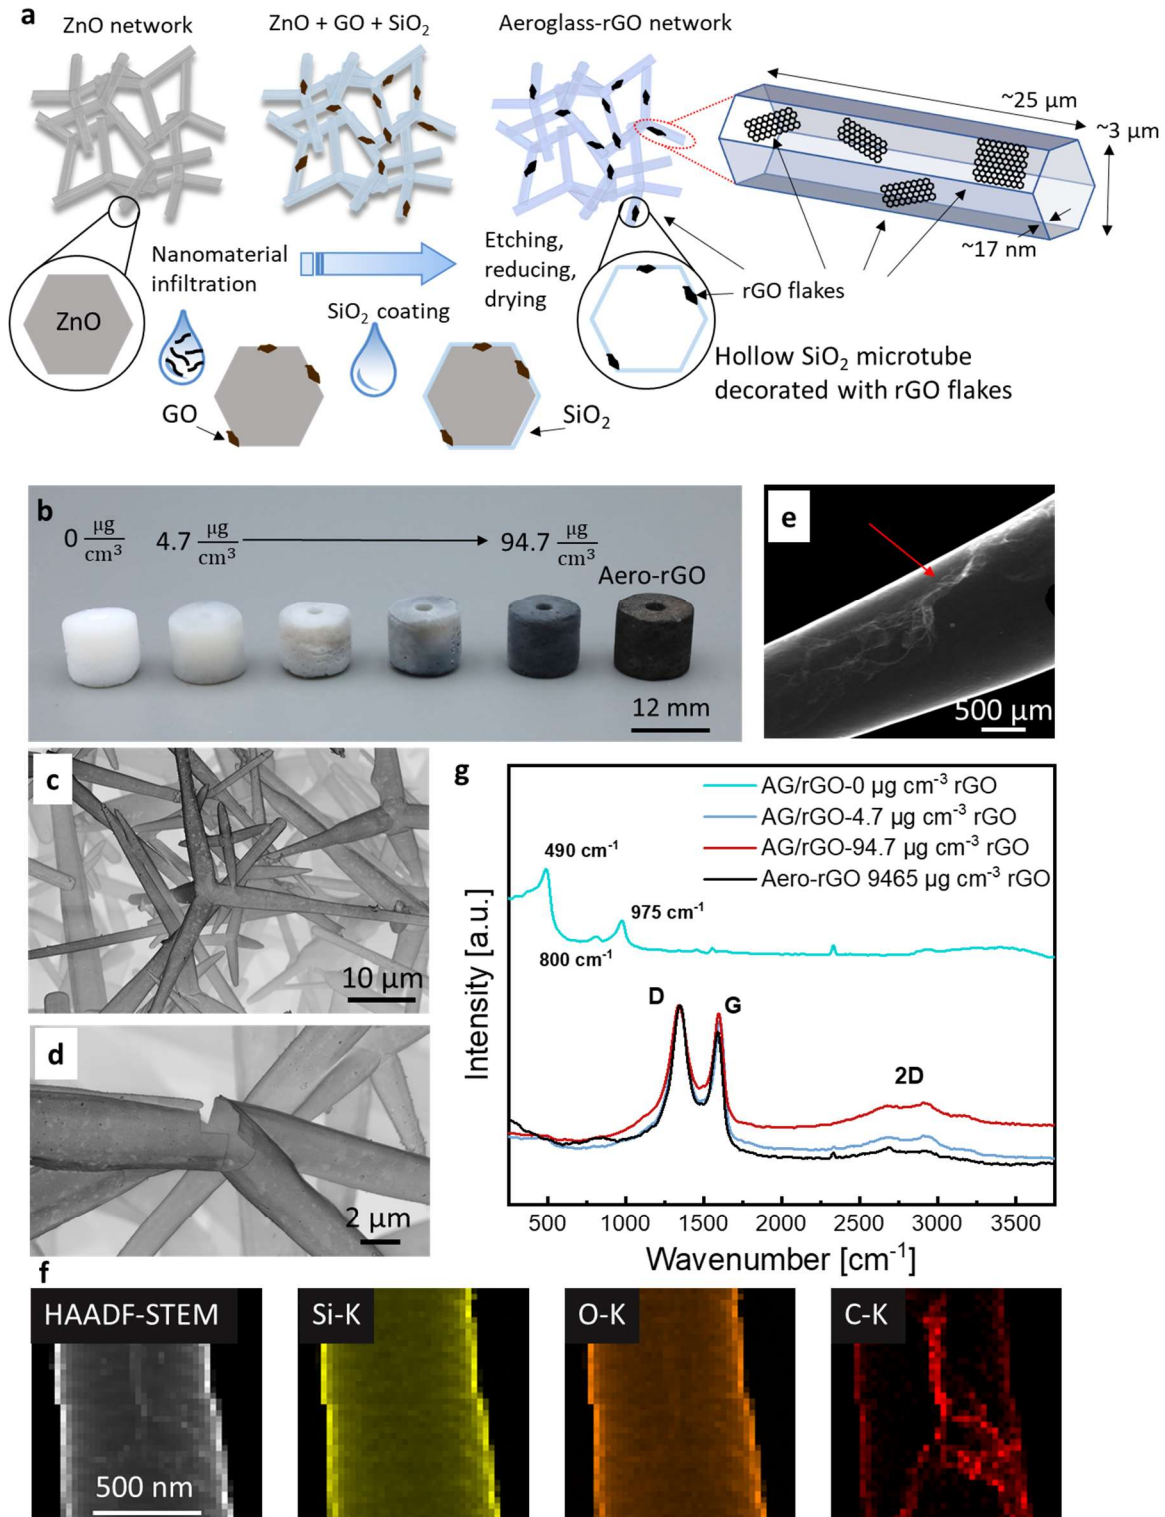 a
ZnO network
ZnO + GO + SiO₂
Aeroglass-rGO network
~25 μm
~3 μm
~17 nm
Nanomaterial
infiltration
Etching,
reducing,
drying
rGO flakes
ZnO
SiO₂ coating
Hollow SiO₂ microtube
decorated with rGO flakes
GO
SiO₂
b
0 μg/cm³
4.7 μg/cm³
94.7 μg/cm³
Aero-rGO
12 mm
e
500 μm
c
10 μm
d
2 μm
g
AG/rGO-0 μg cm⁻³ rGO
AG/rGO-4.7 μg cm⁻³ rGO
AG/rGO-94.7 μg cm⁻³ rGO
Aero-rGO 9465 μg cm⁻³ rGO
490 cm⁻¹
975 cm⁻¹
800 cm⁻¹
D
G
2D
Intensity [a.u.]
500 1000 1500 2000 2500 3000 3500
Wavenumber [cm⁻¹]
f
HAADF-STEM
Si-K
O-K
C-K
500 nm